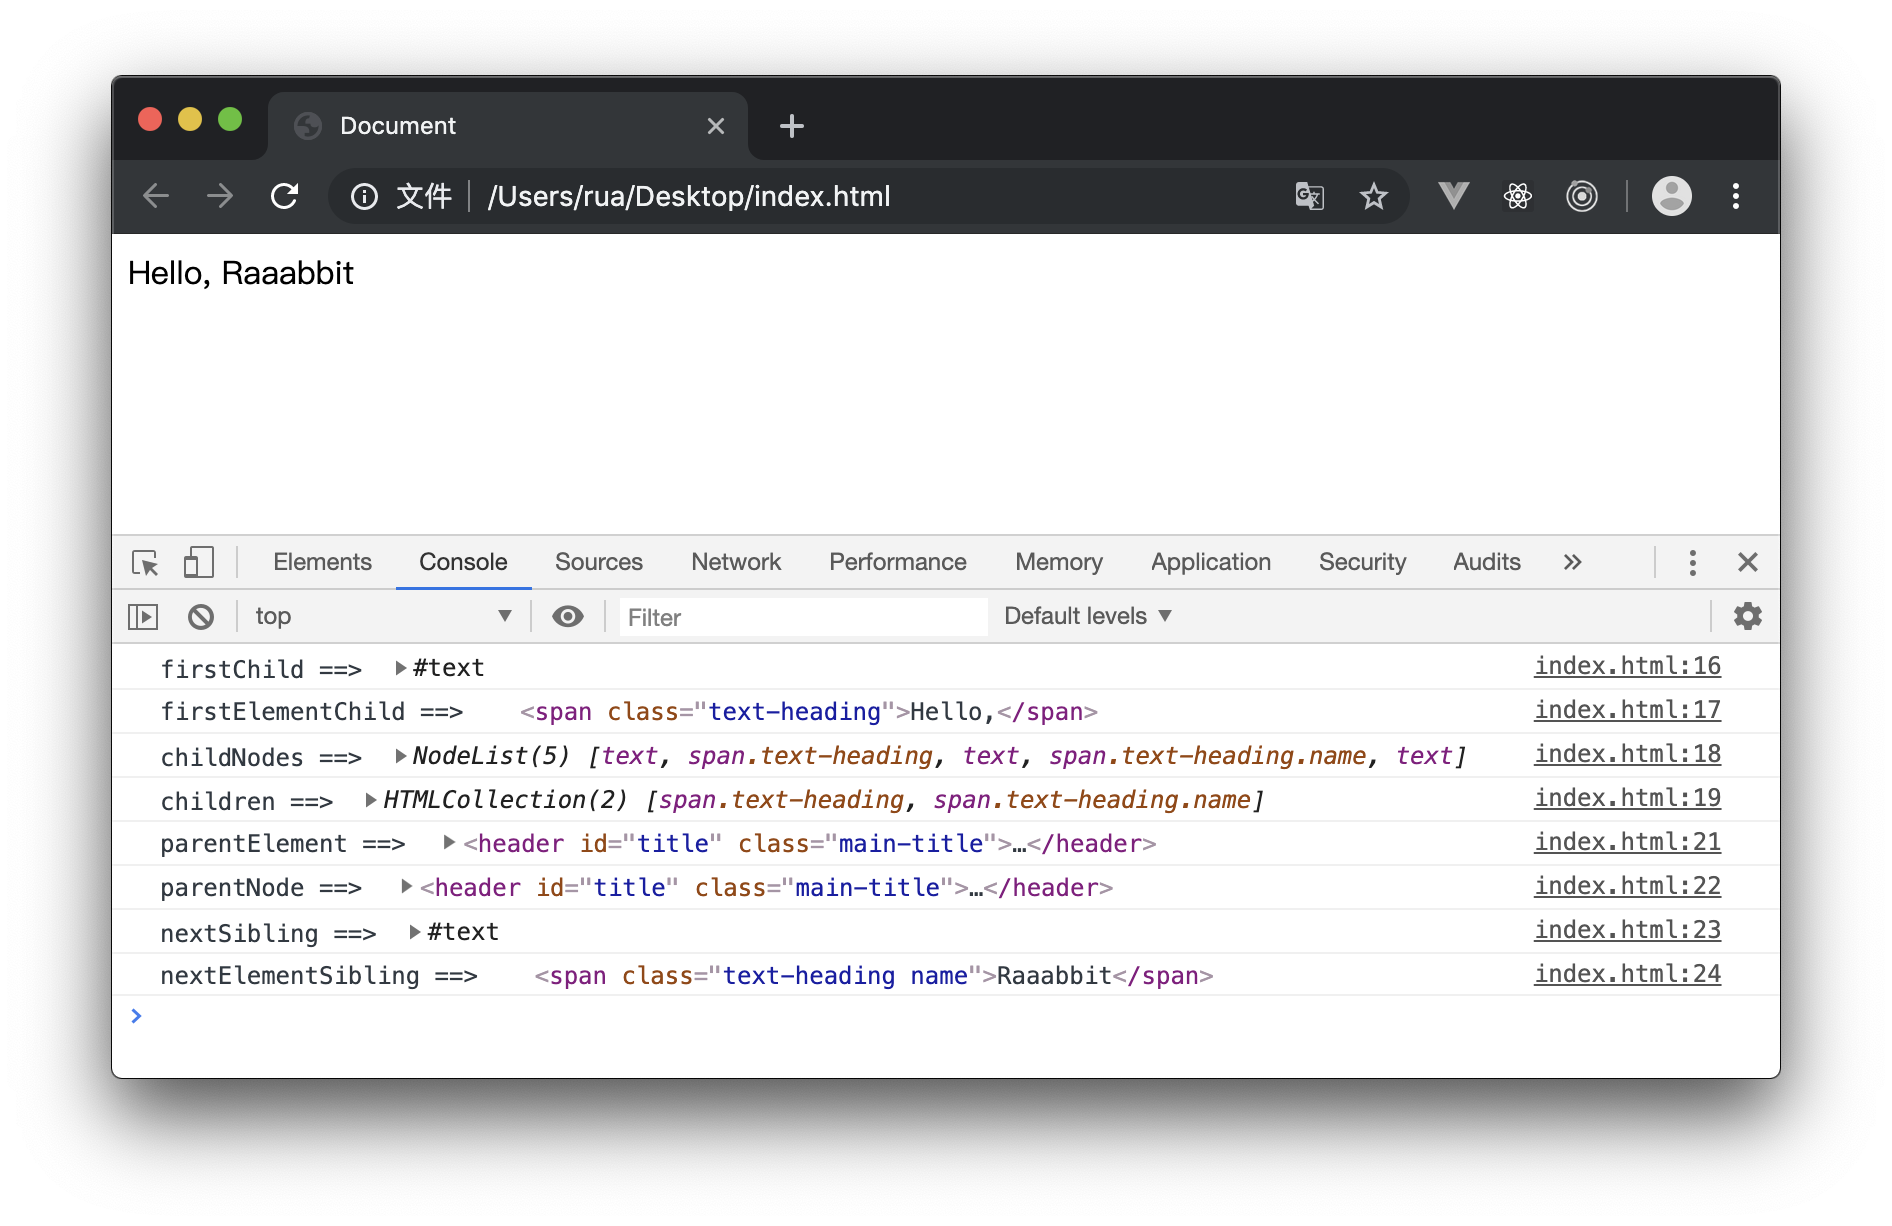 Document
文件 /Users/rua/Desktop/index.html
Hello, Raaabbit
Elements Console Sources Network Performance Memory Application Security Audits
top Filter Default levels
firstChild ==> #text index.html:16
firstElementChild ==> <span class="text-heading">Hello,</span> index.html:17
childNodes ==> NodeList(5) [text, span.text-heading, text, span.text-heading.name, text] index.html:18
children ==> HTMLCollection(2) [span.text-heading, span.text-heading.name] index.html:19
parentElement ==> <header id="title" class="main-title">…</header> index.html:21
parentNode ==> <header id="title" class="main-title">…</header> index.html:22
nextSibling ==> #text index.html:23
nextElementSibling ==> <span class="text-heading name">Raaabbit</span> index.html:24